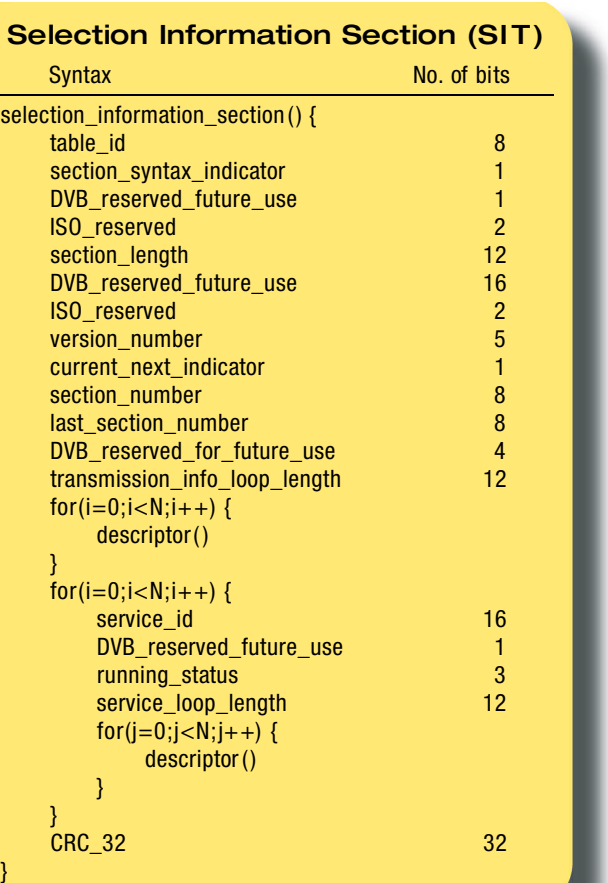 Selection Information Section (SIT)
Syntax No. of bits
selection_information_section() {
table_id 8
section_syntax_indicator 1
DVB_reserved_future_use 1
ISO_reserved 2
section_length 12
DVB_reserved_future_use 16
ISO_reserved 2
version_number 5
current_next_indicator 1
section_number 8
last_section_number 8
DVB_reserved_for_future_use 4
transmission_info_loop_length 12
for(i=0;i<N;i++) {
descriptor()
}
for(i=0;i<N;i++) {
service_id 16
DVB_reserved_future_use 1
running_status 3
service_loop_length 12
for(j=0;j<N;j++) {
descriptor()
}
}
CRC_32 32
}